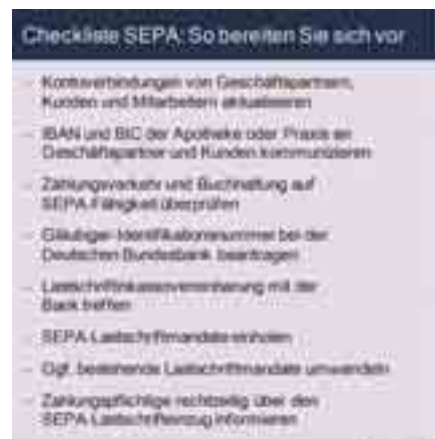 Checkliste SEPA: So bereiten Sie sich vor
– Kontoverbindungen von Geschäftspartnern,
Kunden und Mitarbeitern aktualisieren
– IBAN und BIC der Apotheke oder Praxis an
Geschäftspartner und Kunden kommunizieren
– Zahlungsverkehr und Buchhaltung auf
SEPA-Fähigkeit überprüfen
– Gläubiger-Identifikationsnummer bei der
Deutschen Bundesbank beantragen
– Lastschriftinkassovereinbarung mit der
Bank treffen
– SEPA-Lastschriftmandate einholen
– Ggf. bestehende Lastschriftmandate umwandeln
– Zahlungspflichtige rechtzeitig über den
SEPA-Lastschrifteinzug informieren